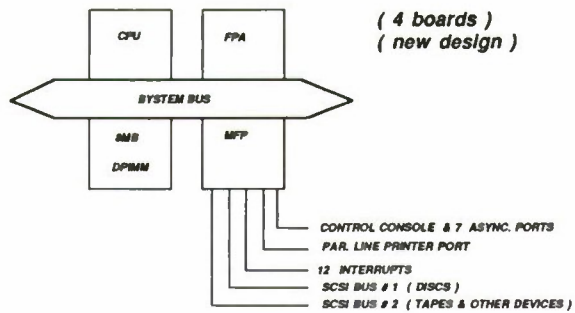 ( 4 boards )
( new design )
CPU
FPA
SYSTEM BUS
8MB
DPIMM
MFP
CONTROL CONSOLE & 7 ASYNC. PORTS
PAR. LINE PRINTER PORT
12 INTERRUPTS
SCSI BUS # 1 ( DISCS )
SCSI BUS # 2 ( TAPES & OTHER DEVICES )